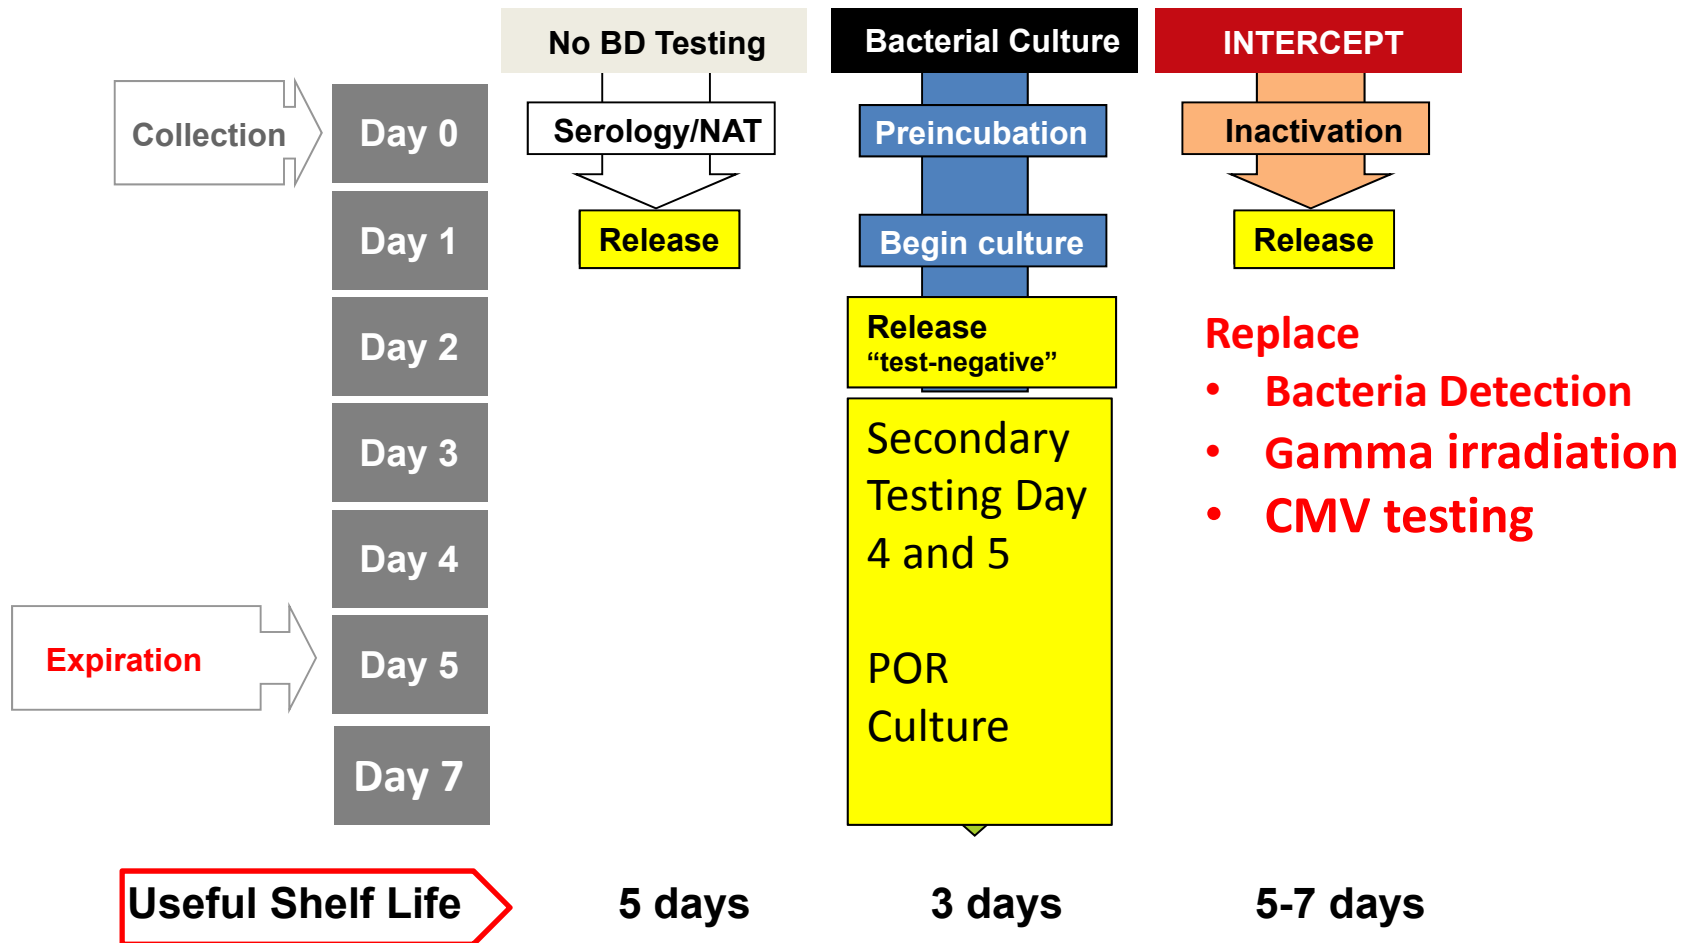 No BD Testing
Bacterial Culture
INTERCEPT
Collection
Day 0
Serology/NAT
Preincubation
Inactivation
Day 1
Release
Begin culture
Release
Day 2
Release
“test-negative”
Replace
• Bacteria Detection
• Gamma irradiation
• CMV testing
Day 3
Secondary
Testing Day
4 and 5
Day 4
Expiration
Day 5
POR
Culture
Day 7
Useful Shelf Life
5 days
3 days
5-7 days